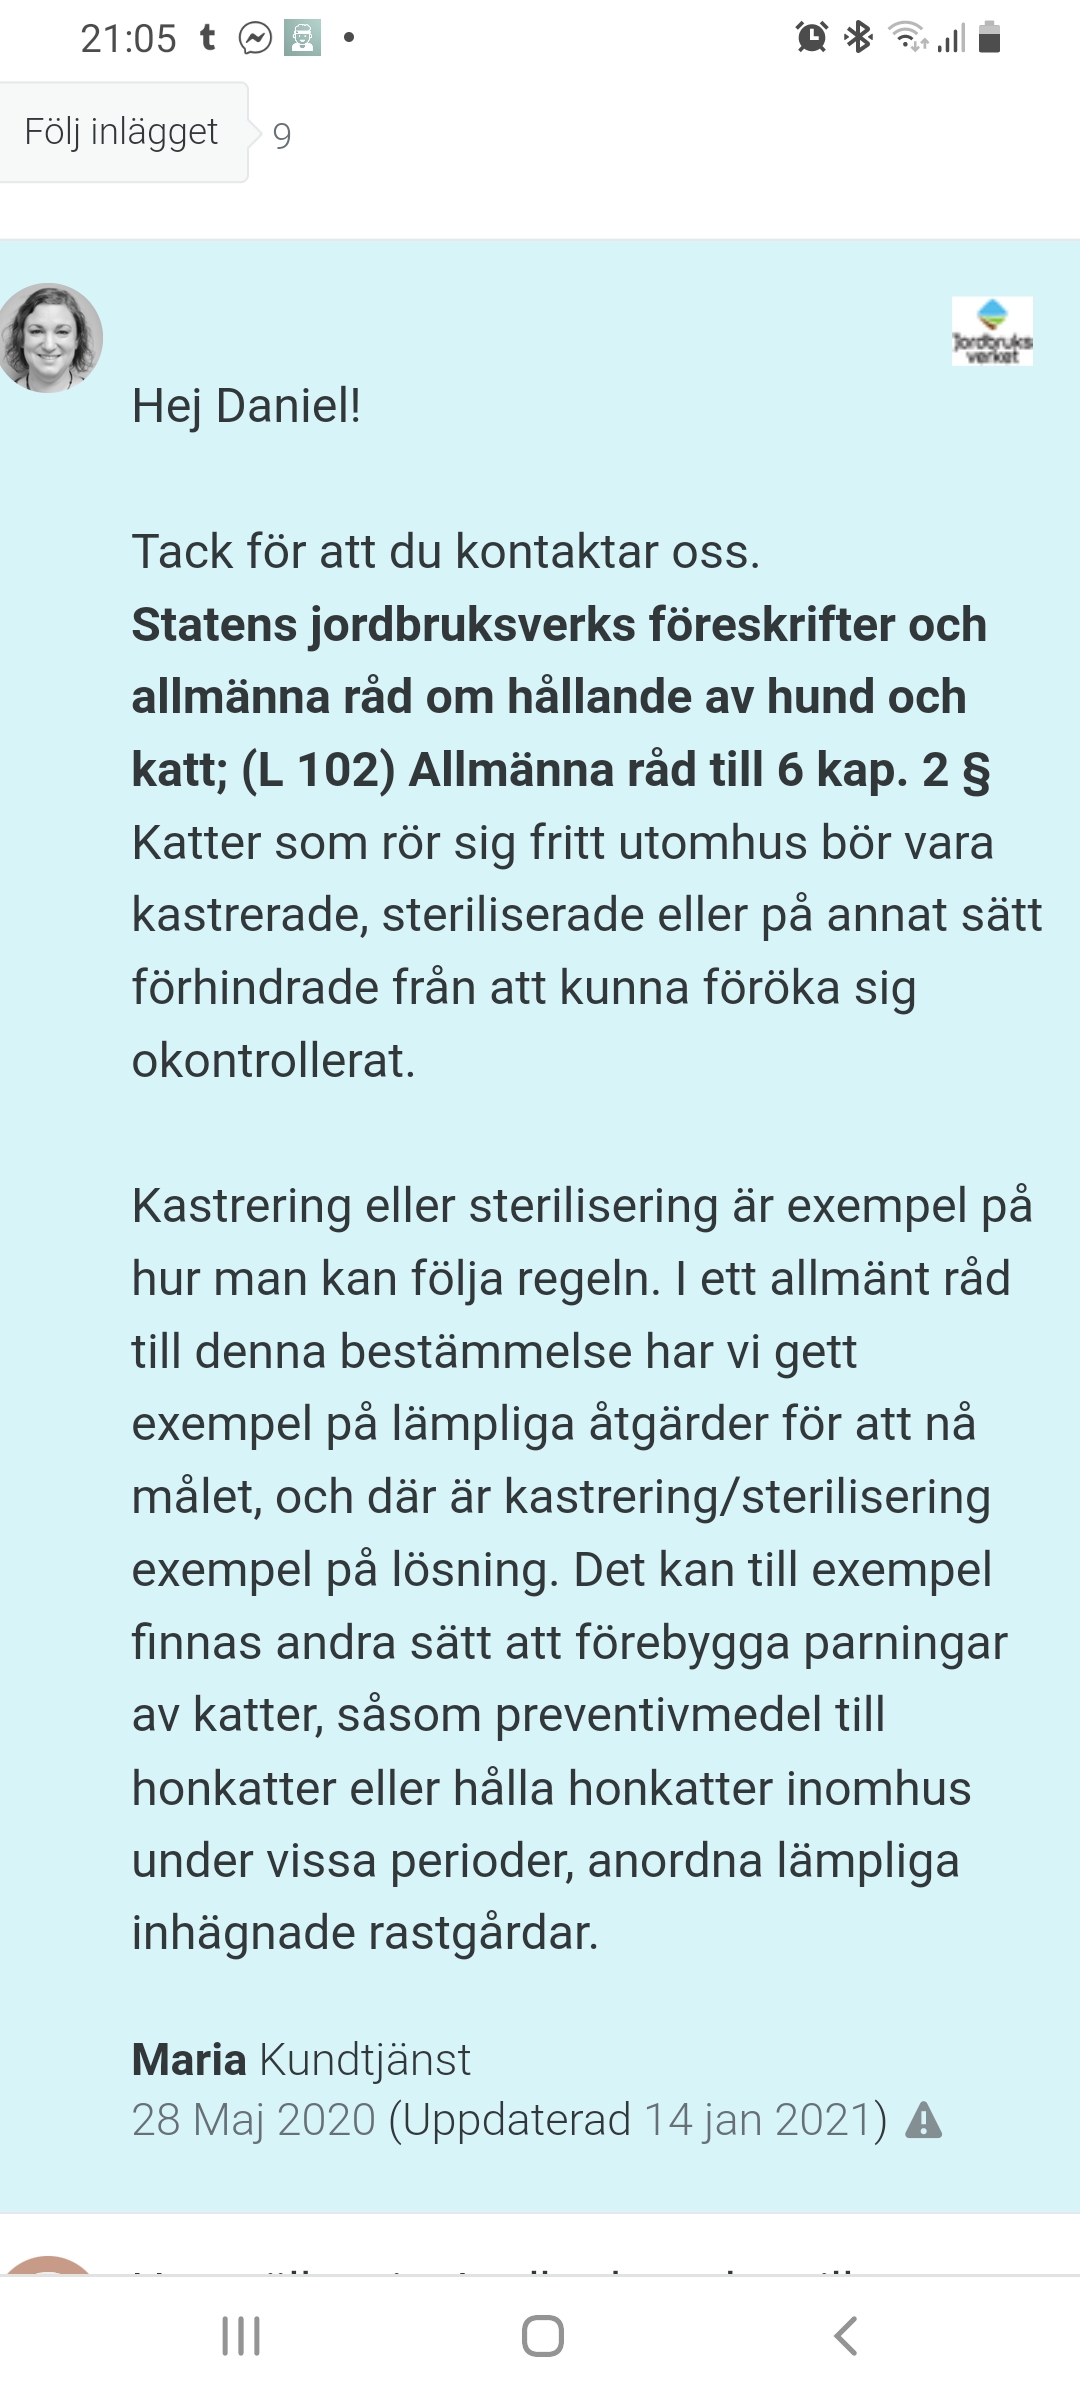 21:05
Följ inlägget 9
Jordbruks
verket
Hej Daniel!
Tack för att du kontaktar oss.
Statens jordbruksverks föreskrifter och
allmänna råd om hållande av hund och
katt; (L 102) Allmänna råd till 6 kap. 2 §
Katter som rör sig fritt utomhus bör vara
kastrerade, steriliserade eller på annat sätt
förhindrade från att kunna föröka sig
okontrollerat.
Kastrering eller sterilisering är exempel på
hur man kan följa regeln. I ett allmänt råd
till denna bestämmelse har vi gett
exempel på lämpliga åtgärder för att nå
målet, och där är kastrering/sterilisering
exempel på lösning. Det kan till exempel
finnas andra sätt att förebygga parningar
av katter, såsom preventivmedel till
honkatter eller hålla honkatter inomhus
under vissa perioder, anordna lämpliga
inhägnade rastgårdar.
Maria Kundtjänst
28 Maj 2020 (Uppdaterad 14 jan 2021)